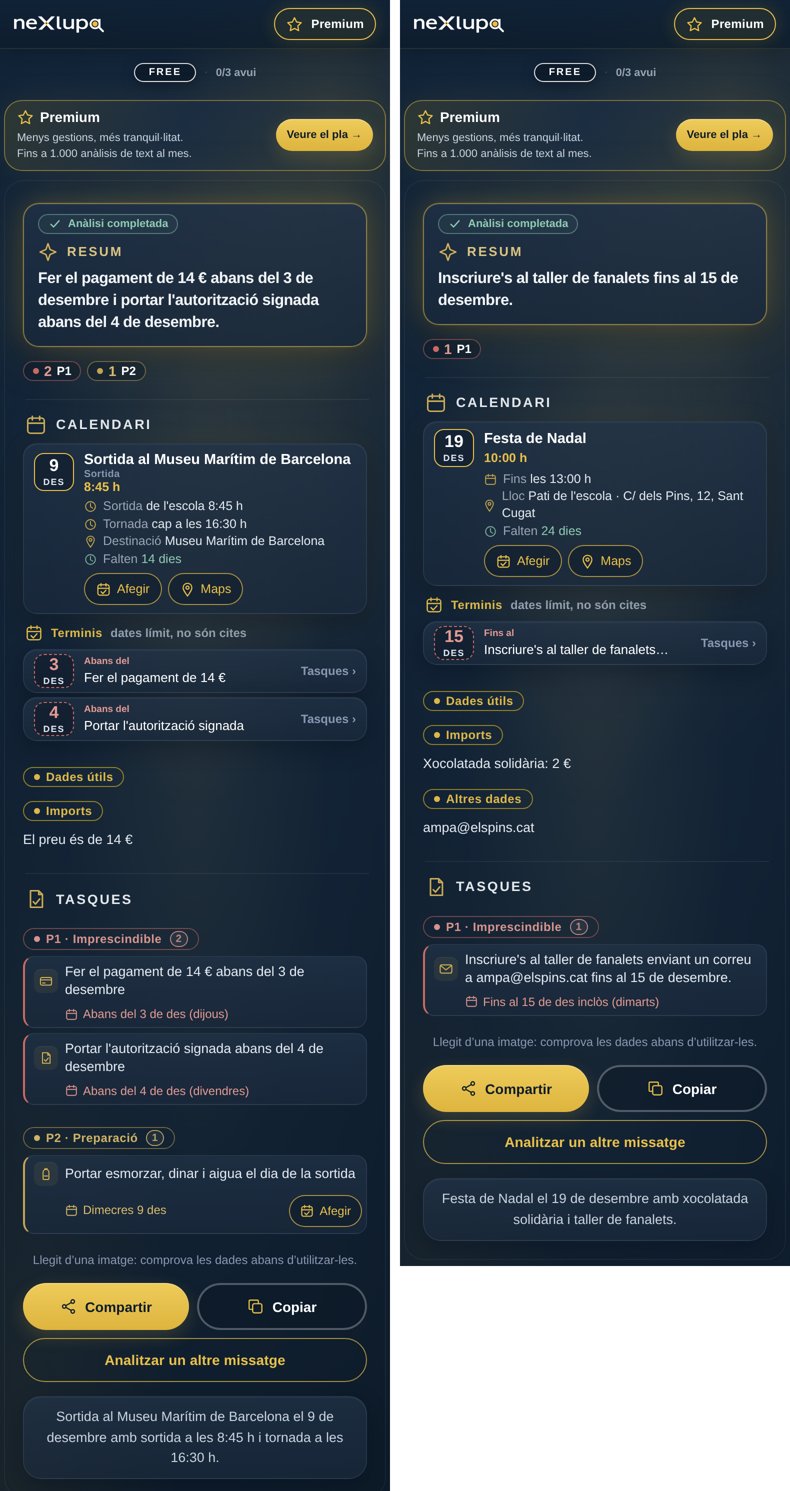 neXlupa
Premium
FREE · 0/3 avui
Premium
Menys gestions, més tranquil·litat.
Fins a 1.000 anàlisis de text al mes.
Veure el pla →
Anàlisi completada
RESUM
Fer el pagament de 14 € abans del 3 de
desembre i portar l'autorització signada
abans del 4 de desembre.
2 P1
1 P2
CALENDARI
9
DES
Sortida al Museu Marítim de Barcelona
Sortida
8:45 h
Sortida de l'escola 8:45 h
Tornada cap a les 16:30 h
Destinació Museu Marítim de Barcelona
Falten 14 dies
Afegir
Maps
Terminis dates límit, no són cites
3
DES
Abans del
Fer el pagament de 14 €
Tasques ›
4
DES
Abans del
Portar l'autorització signada
Tasques ›
Dades útils
Imports
El preu és de 14 €
TASQUES
P1 · Imprescindible 2
Fer el pagament de 14 € abans del 3 de
desembre
Abans del 3 de des (dijous)
Portar l'autorització signada abans del 4 de
desembre
Abans del 4 de des (divendres)
P2 · Preparació 1
Portar esmorzar, dinar i aigua el dia de la sortida
Dimecres 9 des
Afegir
Llegit d’una imatge: comprova les dades abans d’utilitzar-les.
Compartir
Copiar
Analitzar un altre missatge
Sortida al Museu Marítim de Barcelona el 9 de
desembre amb sortida a les 8:45 h i tornada a les
16:30 h.
neXlupa
Premium
FREE · 0/3 avui
Premium
Menys gestions, més tranquil·litat.
Fins a 1.000 anàlisis de text al mes.
Veure el pla →
Anàlisi completada
RESUM
Inscriure's al taller de fanalets fins al 15 de
desembre.
1 P1
CALENDARI
19
DES
Festa de Nadal
10:00 h
Fins les 13:00 h
Lloc Pati de l'escola · C/ dels Pins, 12, Sant
Cugat
Falten 24 dies
Afegir
Maps
Terminis dates límit, no són cites
15
DES
Fins al
Inscriure's al taller de fanalets…
Tasques ›
Dades útils
Imports
Xocolatada solidària: 2 €
Altres dades
ampa@elspins.cat
TASQUES
P1 · Imprescindible 1
Inscriure's al taller de fanalets enviant un correu
a ampa@elspins.cat fins al 15 de desembre.
Fins al 15 de des inclòs (dimarts)
Llegit d’una imatge: comprova les dades abans d’utilitzar-les.
Compartir
Copiar
Analitzar un altre missatge
Festa de Nadal el 19 de desembre amb xocolatada
solidària i taller de fanalets.